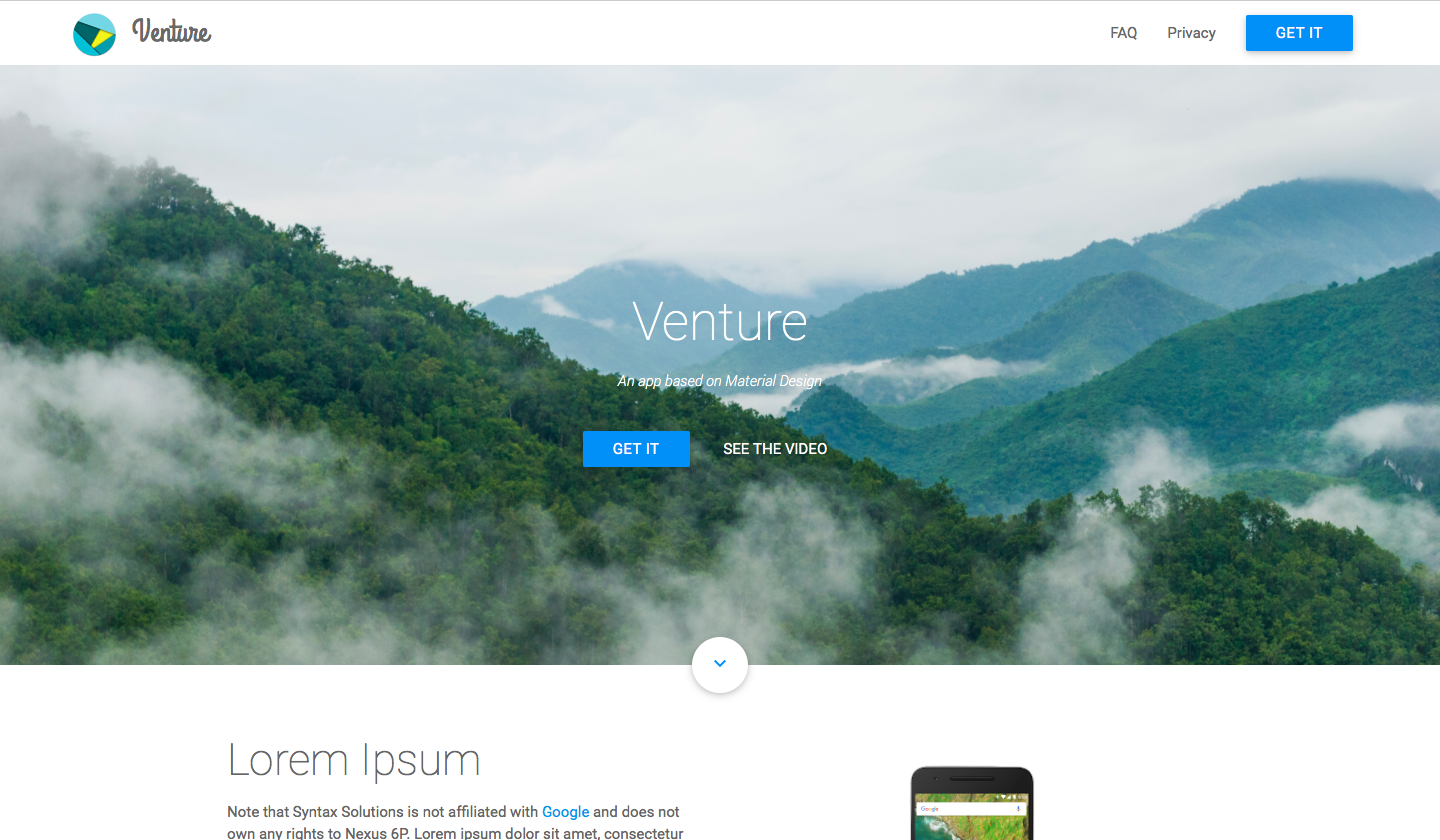 Venture
FAQ
Privacy
GET IT
Venture
An app based on Material Design
GET IT
SEE THE VIDEO
Lorem Ipsum
Note that Syntax Solutions is not affiliated with Google and does not
own any rights to Nexus 6P. Lorem ipsum dolor sit amet, consectetur
Google